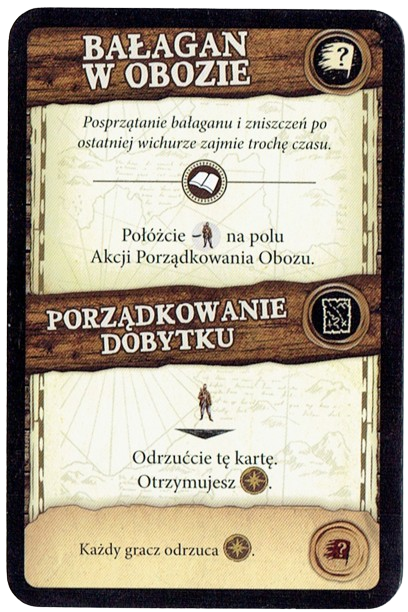 BAŁAGAN
W OBOZIE
?
Posprzątanie bałaganu i zniszczeń po
ostatniej wichurze zajmie trochę czasu.
Połóżcie na polu
Akcji Porządkowania Obozu.
PORZĄDKOWANIE
DOBYTKU
Odrzućcie tę kartę.
Otrzymujesz .
Każdy gracz odrzuca .
?